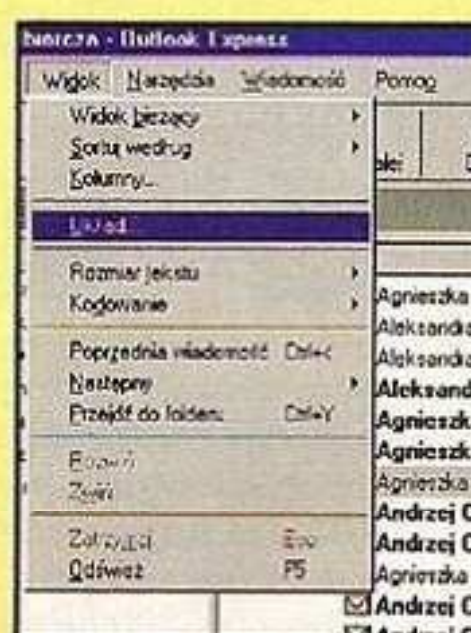 biorcza - Outlook Express
Widok Narzędzia Wiadomość Pomoc
Widok bieżący
Sortuj według
Kolumny...
Układ...
Rozmiar tekstu
Kodowanie
Poprzednia wiadomość Ctrl+<
Następny
Przejdź do folderu Ctrl+Y
Rozwiń
Zwiń
Zatrzymaj Esc
Odśwież F5
Agnieszka
Aleksandra
Aleksandra
Aleksand
Agnieszk
Agnieszk
Agnieszka
Andrzej C
Andrzej C
Agnieszka
Andrzej C